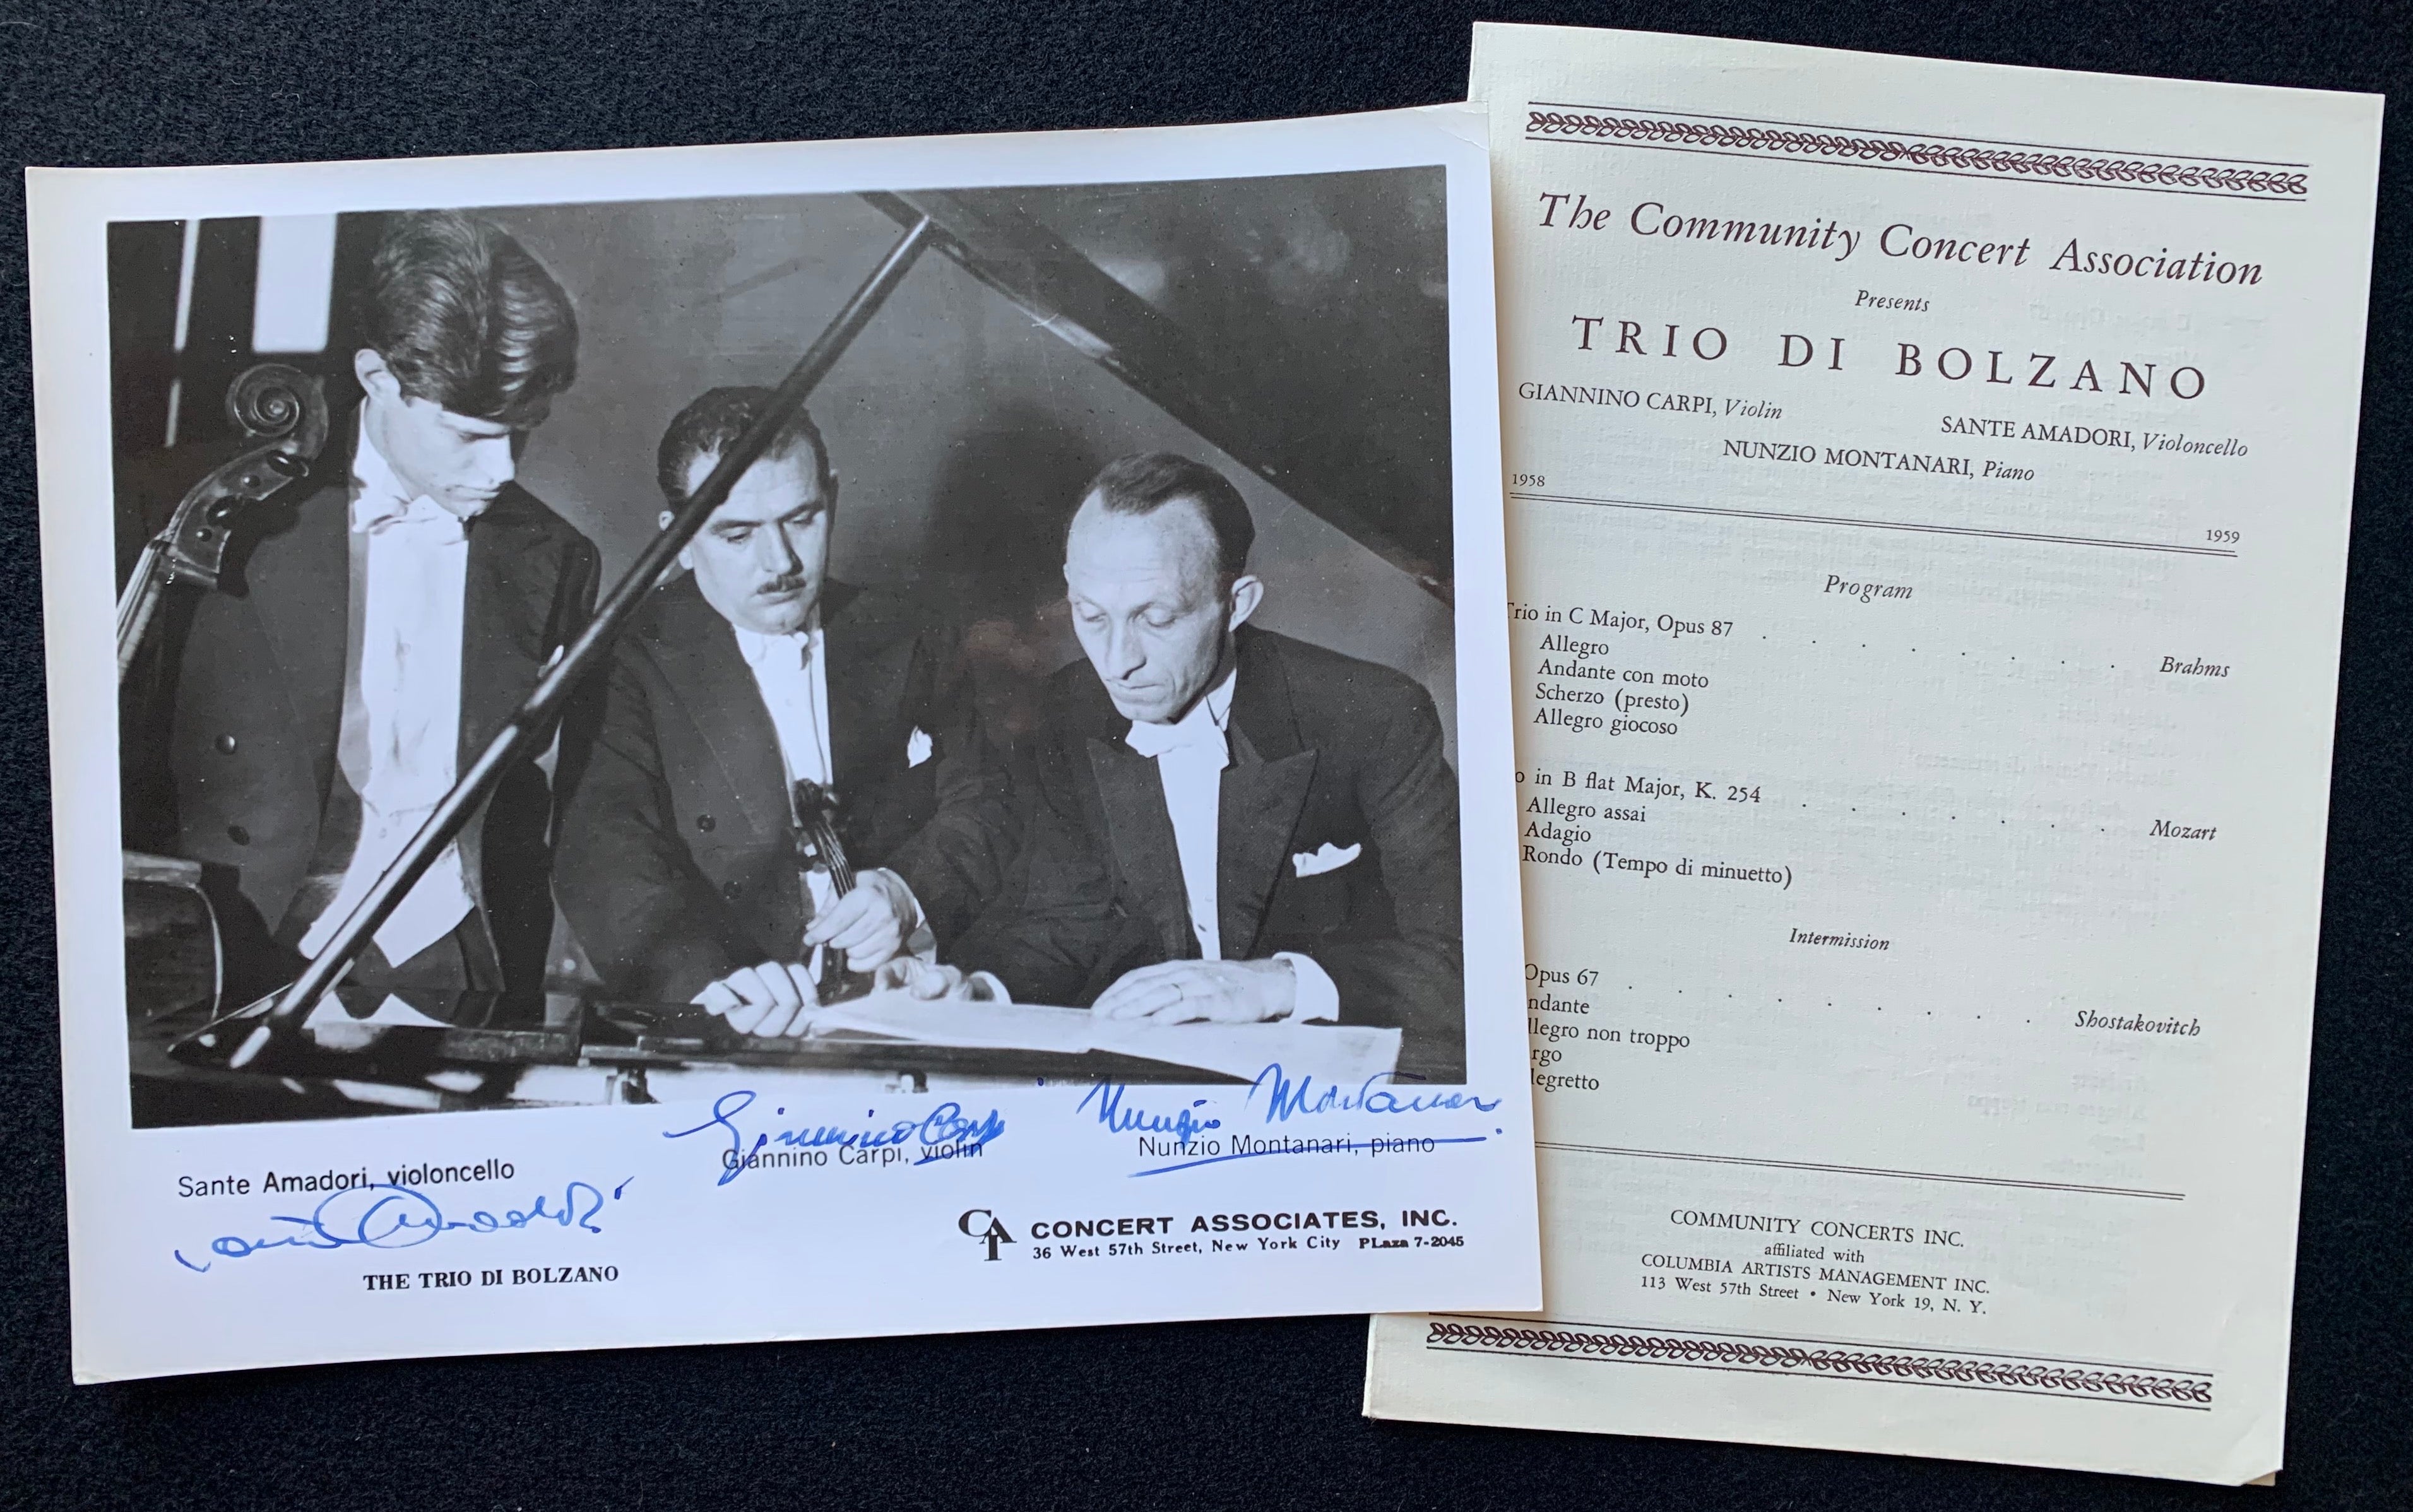 Giannino Carpi
Nunzio Montanari
Sante Amadori, violoncello
Giannino Carpi, violin
Nunzio Montanari, piano
Sante Amadori
THE TRIO DI BOLZANO
CA
CONCERT ASSOCIATES, INC.
36 West 57th Street, New York City PLaza 7-2045
The Community Concert Association
Presents
TRIO DI BOLZANO
GIANNINO CARPI, Violin
SANTE AMADORI, Violoncello
NUNZIO MONTANARI, Piano
1958
1959
Program
Trio in C Major, Opus 87 . . . . . . . . Brahms
Allegro
Andante con moto
Scherzo (presto)
Allegro giocoso
o in B flat Major, K. 254 . . . . . . . Mozart
Allegro assai
Adagio
Rondo (Tempo di minuetto)
Intermission
Opus 67 . . . . . . . . . Shostakovitch
ndante
llegro non troppo
rgo
legretto
COMMUNITY CONCERTS INC.
affiliated with
COLUMBIA ARTISTS MANAGEMENT INC.
113 West 57th Street • New York 19, N. Y.